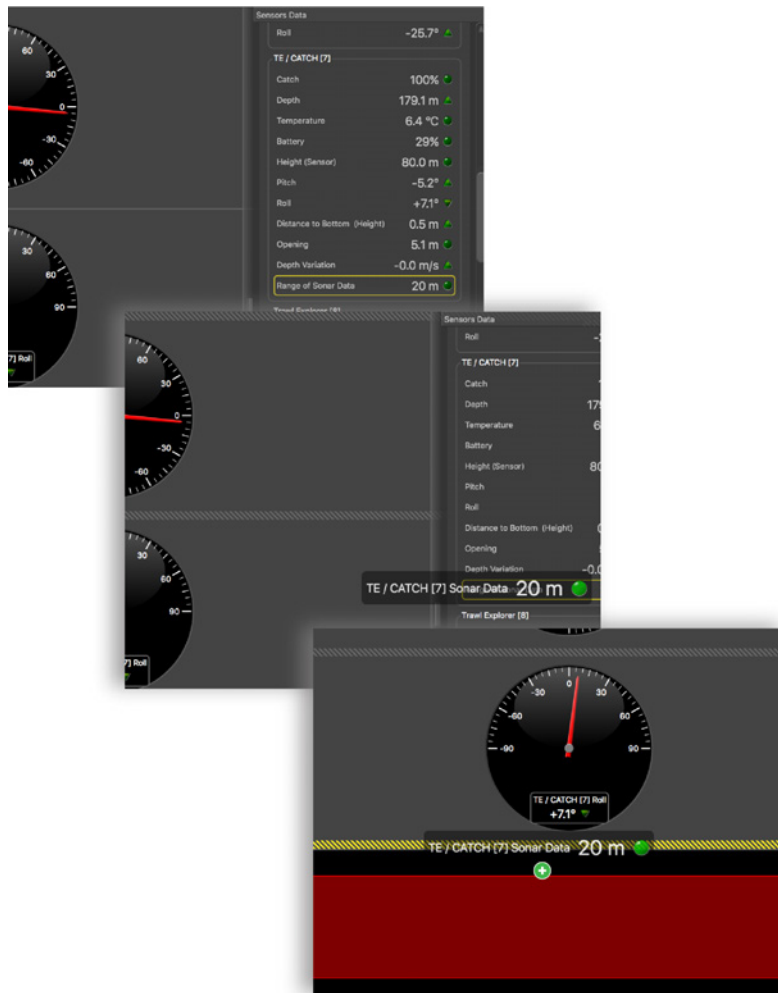 Sensors Data
Roll -25.7°
TE / CATCH [7]
Catch 100%
Depth 179.1 m
Temperature 6.4 °C
Battery 29%
Height (Sensor) 80.0 m
Pitch -5.2°
Roll +7.1°
Distance to Bottom (Height) 0.5 m
Opening 5.1 m
Depth Variation -0.0 m/s
Range of Sonar Data 20 m
60
30
0
-30
-60
30
60
90
7] Roll
Sensors Data
Roll
TE / CATCH [7]
Catch
Depth 179
Temperature 6
Battery
Height (Sensor) 80
Pitch
Roll
Distance to Bottom (Height)
Opening
Depth Variation -0.0
TE / CATCH [7] Sonar Data 20 m
Trawl Explorer [8]
60
0
-30
-60
30
60
90
7] Roll
-90
-60
-30
0
30
60
90
TE / CATCH [7] Roll
+7.1°
TE / CATCH [7] Sonar Data 20 m